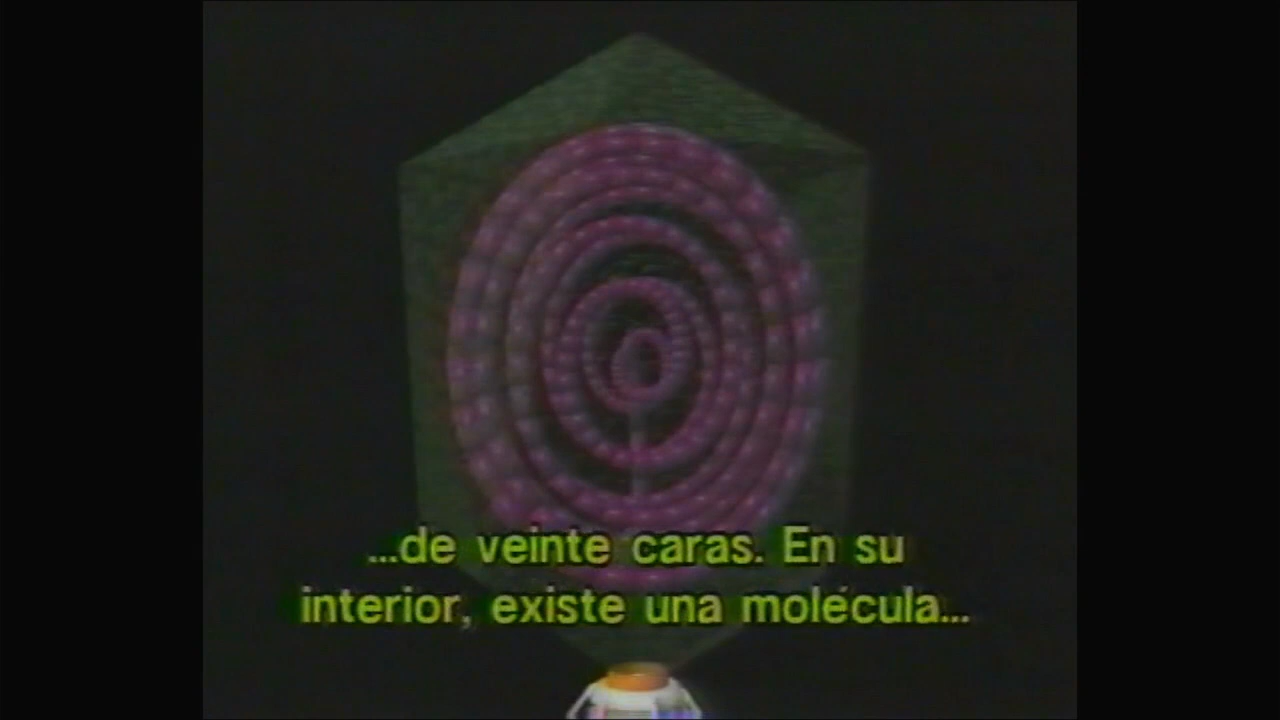 ...de veinte caras. En su
interior, existe una molécula...